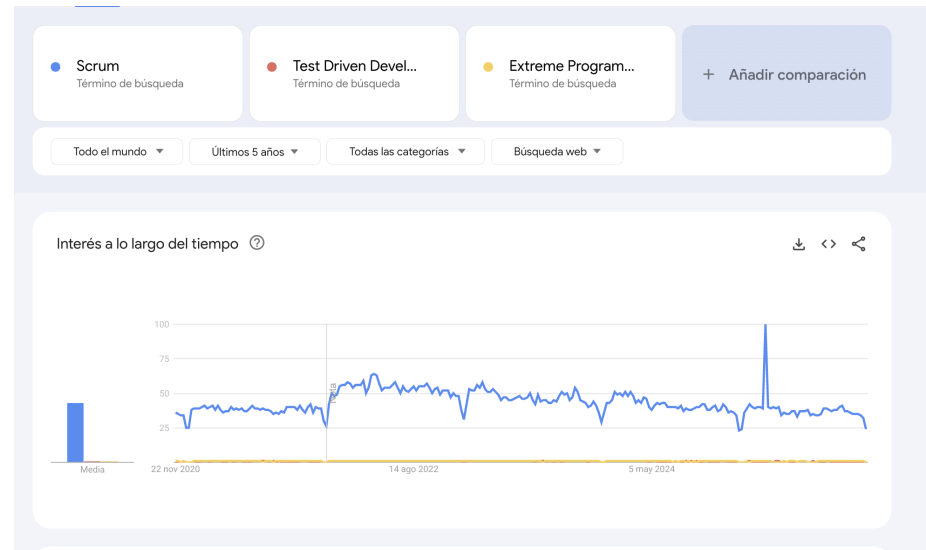 Scrum
Término de búsqueda
Test Driven Devel...
Término de búsqueda
Extreme Program...
Término de búsqueda
+ Añadir comparación
Todo el mundo
Últimos 5 años
Todas las categorías
Búsqueda web
Interés a lo largo del tiempo
100
75
50
25
Nota
Media
22 nov 2020
14 ago 2022
5 may 2024